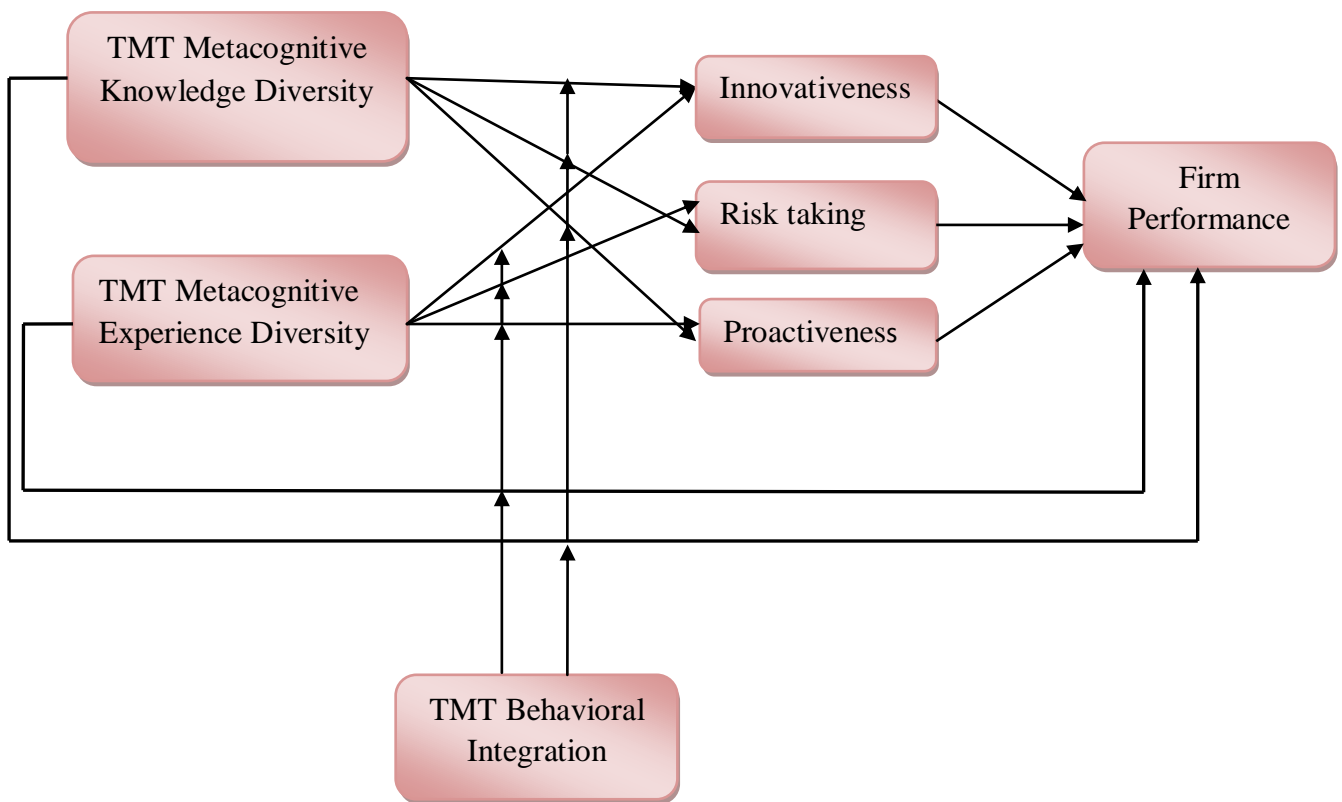 TMT Metacognitive
Knowledge Diversity
Innovativeness
Firm
Performance
Risk taking
TMT Metacognitive
Experience Diversity
Proactiveness
TMT Behavioral
Integration